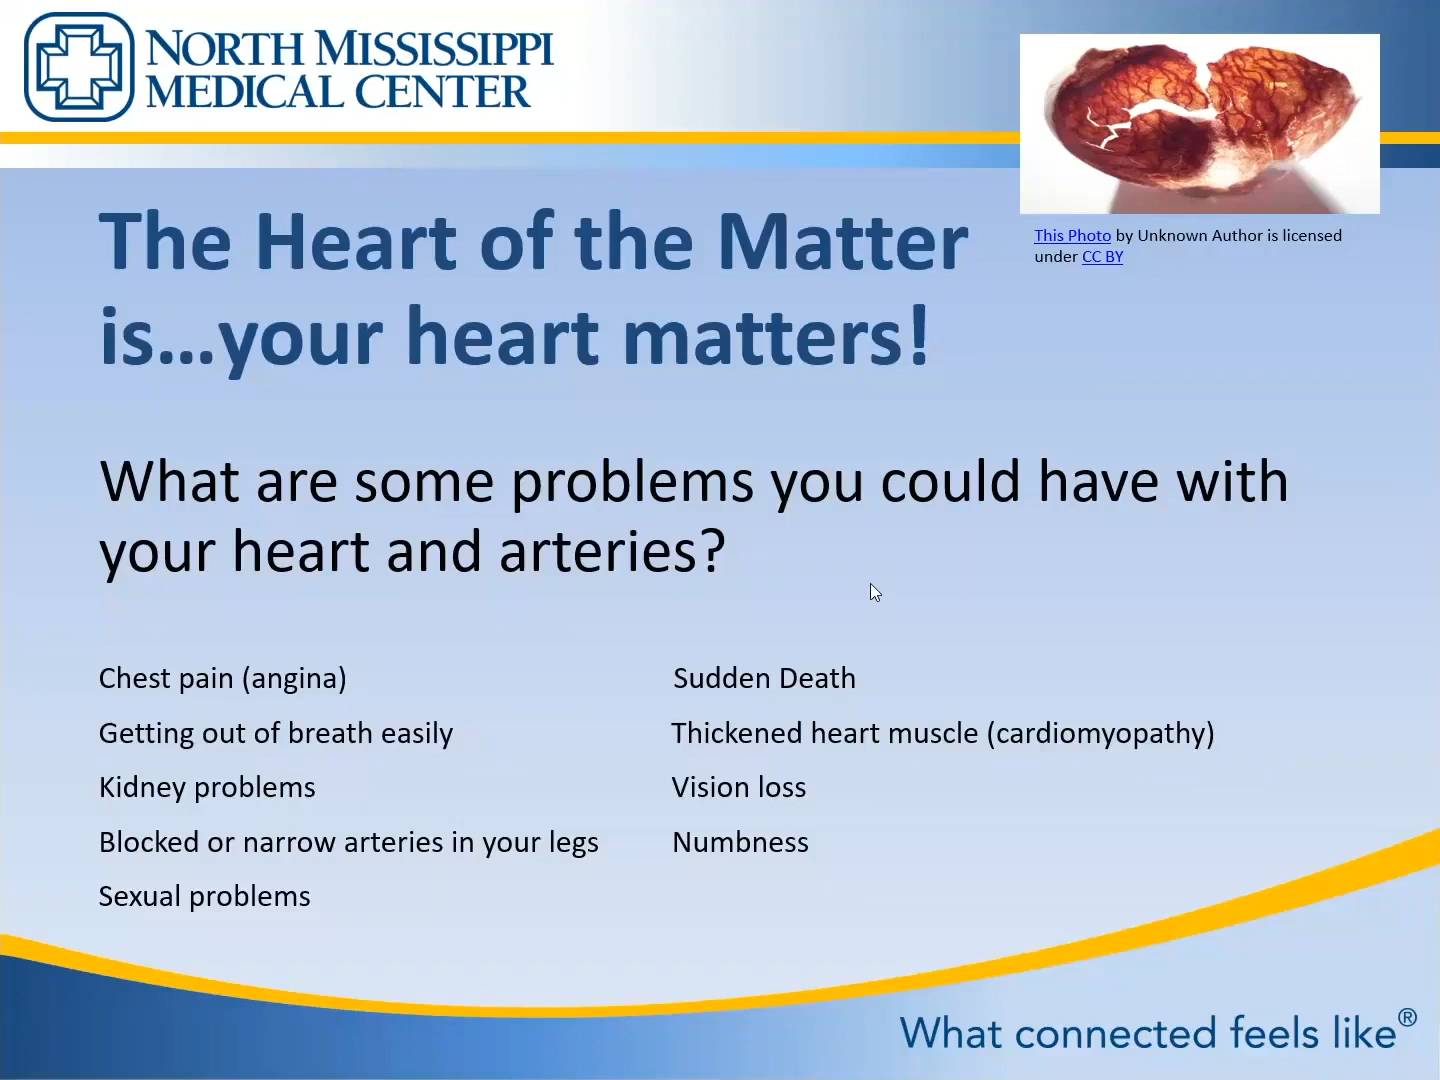 NORTH MISSISSIPPI
MEDICAL CENTER
This Photo by Unknown Author is licensed
under CC BY
The Heart of the Matter
is...your heart matters!
What are some problems you could have with
your heart and arteries?
Chest pain (angina)
Getting out of breath easily
Kidney problems
Blocked or narrow arteries in your legs
Sexual problems
Sudden Death
Thickened heart muscle (cardiomyopathy)
Vision loss
Numbness
What connected feels like®